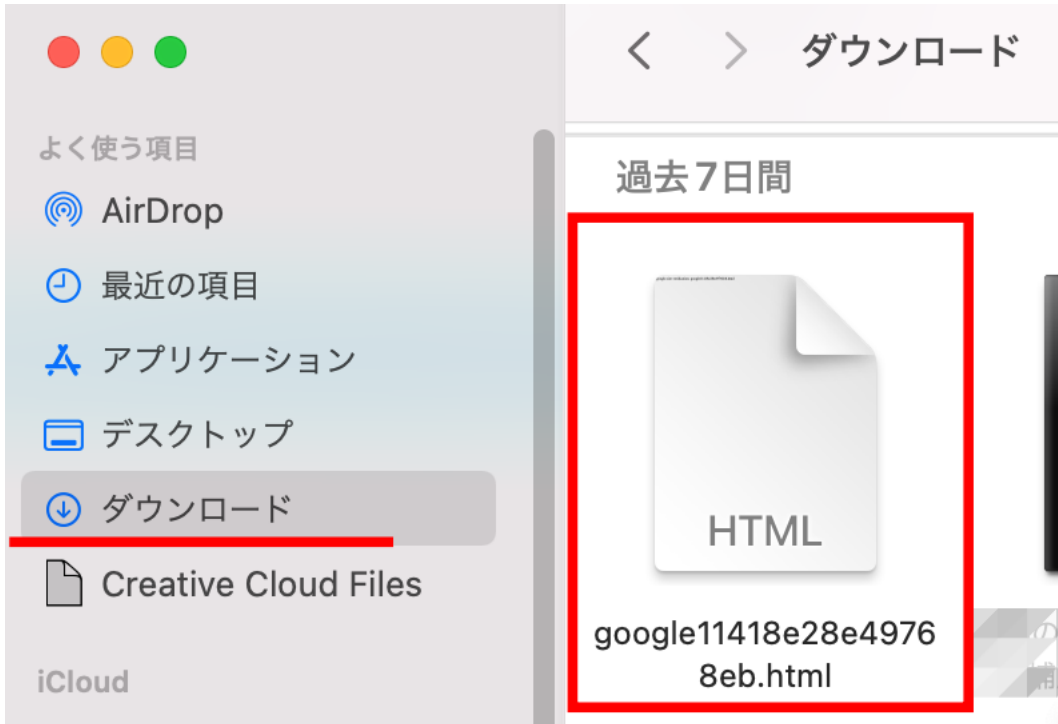 ダウンロード
よく使う項目
AirDrop
最近の項目
アプリケーション
デスクトップ
ダウンロード
Creative Cloud Files
iCloud
過去7日間
HTML
google11418e28e4976
8eb.html